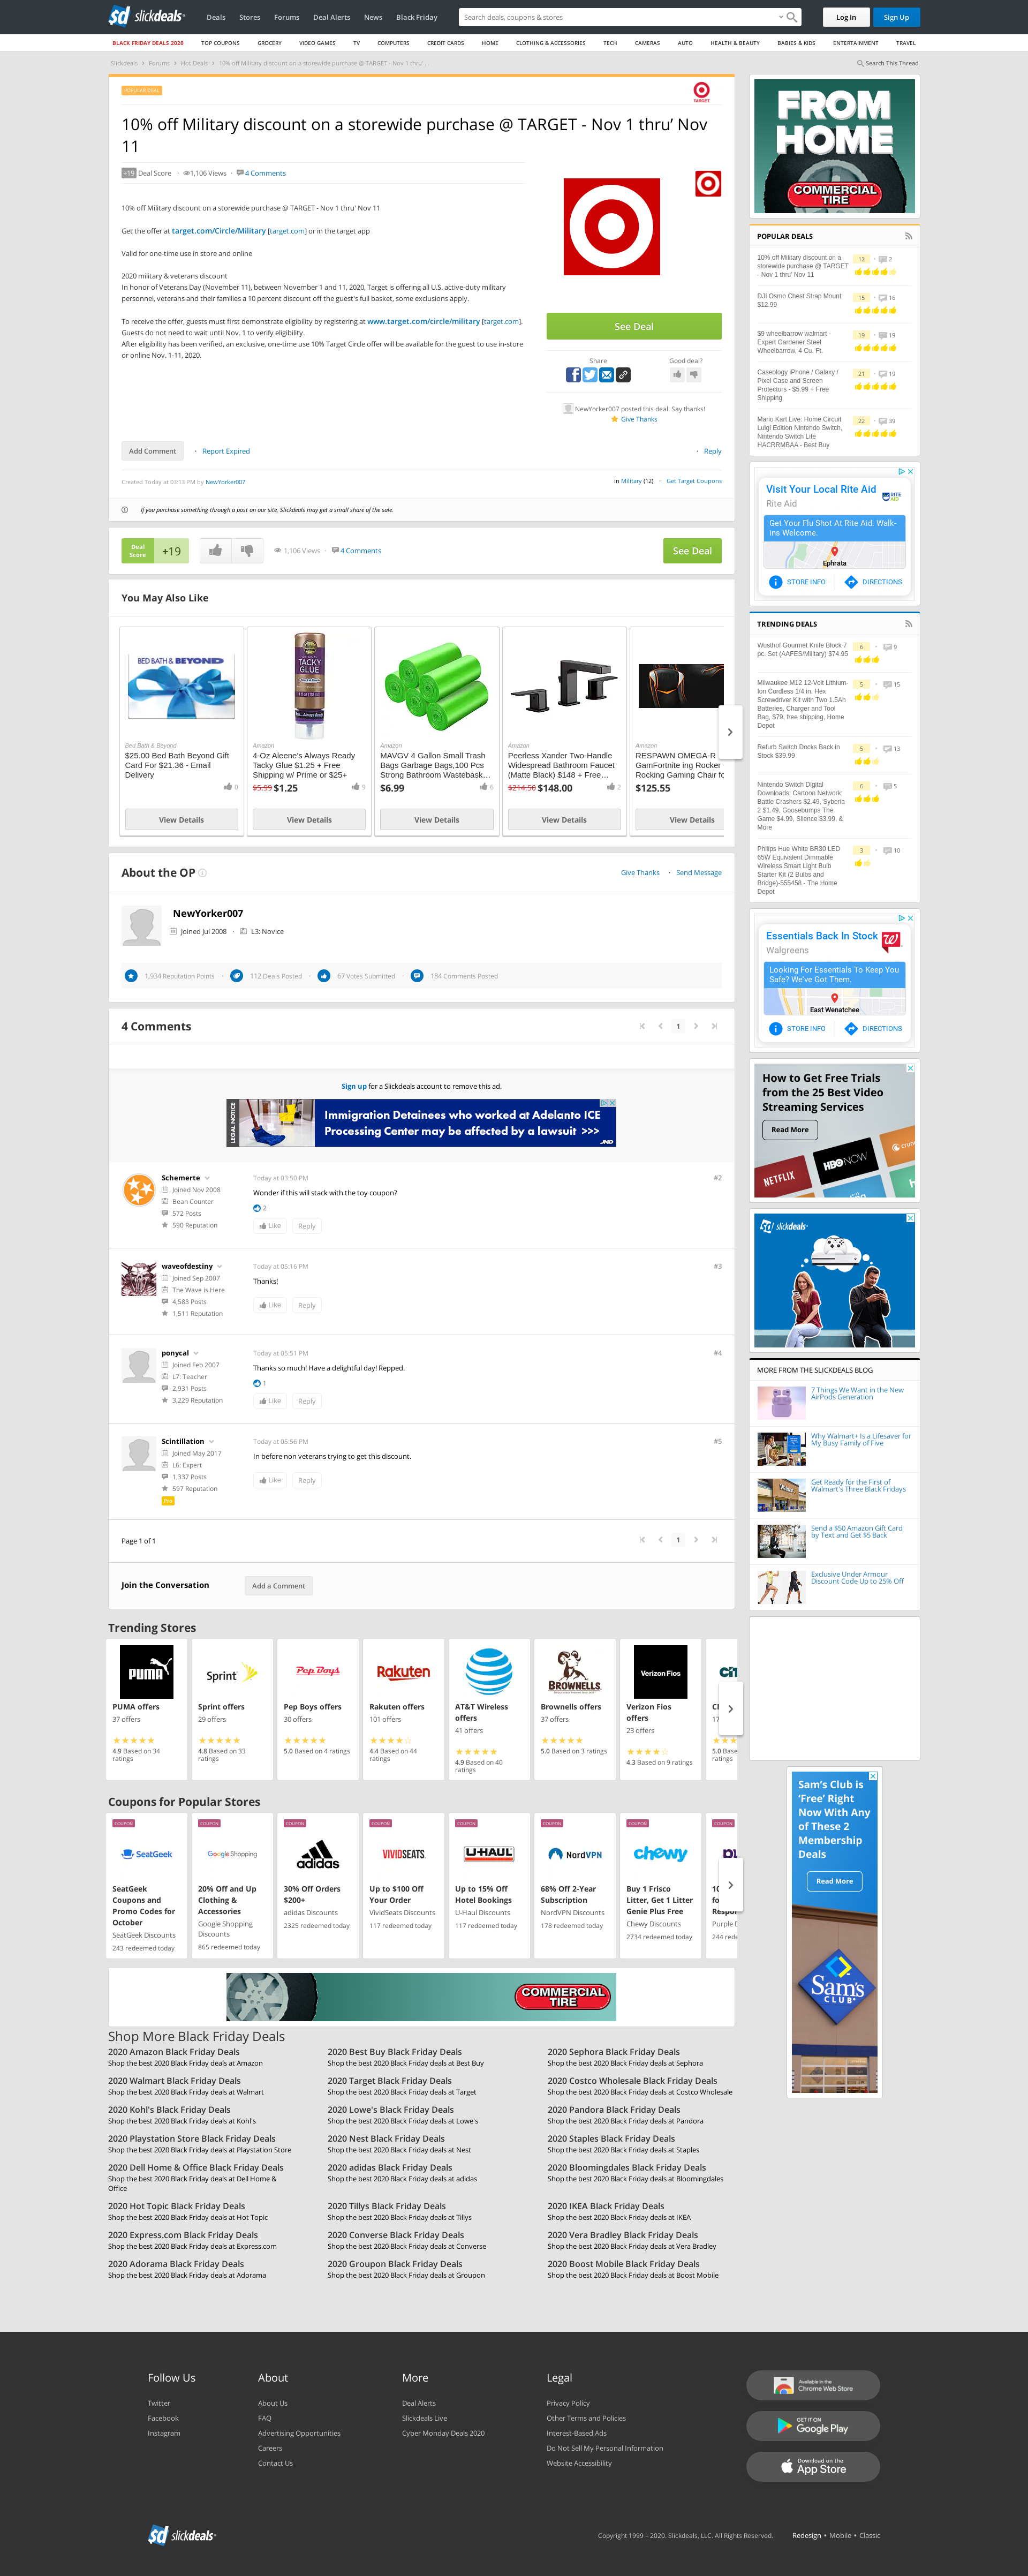 slickdeals
Deals Stores Forums Deal Alerts News Black Friday
Search deals, coupons & stores
Log In Sign Up
BLACK FRIDAY DEALS 2020 TOP COUPONS GROCERY VIDEO GAMES TV COMPUTERS CREDIT CARDS HOME CLOTHING & ACCESSORIES TECH CAMERAS AUTO HEALTH & BEAUTY BABIES & KIDS ENTERTAINMENT TRAVEL
Slickdeals > Forums > Hot Deals > 10% off Military discount on a storewide purchase @ TARGET - Nov 1 thru' ...
Search This Thread
POPULAR DEAL
TARGET
10% off Military discount on a storewide purchase @ TARGET - Nov 1 thru' Nov
11
+19 Deal Score • 1,106 Views • 4 Comments
10% off Military discount on a storewide purchase @ TARGET - Nov 1 thru' Nov 11
Get the offer at target.com/Circle/Military [target.com] or in the target app
Valid for one-time use in store and online
2020 military & veterans discount
In honor of Veterans Day (November 11), between November 1 and 11, 2020, Target is offering all U.S. active-duty military
personnel, veterans and their families a 10 percent discount off the guest's full basket, some exclusions apply.
To receive the offer, guests must first demonstrate eligibility by registering at www.target.com/circle/military [target.com].
Guests do not need to wait until Nov. 1 to verify eligibility.
After eligibility has been verified, an exclusive, one-time use 10% Target Circle offer will be available for the guest to use in-store
or online Nov. 1-11, 2020.
See Deal
Share Good deal?
NewYorker007 posted this deal. Say thanks!
Give Thanks
Add Comment • Report Expired
• Reply
Created Today at 03:13 PM by NewYorker007
in Military (12) • Get Target Coupons
If you purchase something through a post on our site, Slickdeals may get a small share of the sale.
Deal
Score
+19
1,106 Views • 4 Comments
See Deal
You May Also Like
BED BATH & BEYOND
Bed Bath & Beyond
$25.00 Bed Bath Beyond Gift
Card For $21.36 - Email
Delivery
0
View Details
TACKY
GLUE
Amazon
4-Oz Aleene's Always Ready
Tacky Glue $1.25 + Free
Shipping w/ Prime or $25+
$5.99 $1.25 9
View Details
Amazon
MAVGV 4 Gallon Small Trash
Bags Garbage Bags,100 Pcs
Strong Bathroom Wastebask...
$6.99 6
View Details
Amazon
Peerless Xander Two-Handle
Widespread Bathroom Faucet
(Matte Black) $148 + Free...
$214.50 $148.00 2
View Details
Amazon
RESPAWN OMEGA-R
GamFortnite ing Rocker
Rocking Gaming Chair fo
$125.55
View Details
About the OP
Give Thanks • Send Message
NewYorker007
Joined Jul 2008 • L3: Novice
1,934 Reputation Points
112 Deals Posted
67 Votes Submitted
184 Comments Posted
4 Comments
1
Sign up for a Slickdeals account to remove this ad.
LEGAL NOTICE
Immigration Detainees who worked at Adelanto ICE
Processing Center may be affected by a lawsuit >>>
JND
Schemerte
Joined Nov 2008
Bean Counter
572 Posts
590 Reputation
Today at 03:50 PM
#2
Wonder if this will stack with the toy coupon?
2
Like Reply
waveofdestiny
Joined Sep 2007
The Wave is Here
4,583 Posts
1,511 Reputation
Today at 05:16 PM
#3
Thanks!
Like Reply
ponycal
Joined Feb 2007
L7: Teacher
2,931 Posts
3,229 Reputation
Today at 05:51 PM
#4
Thanks so much! Have a delightful day! Repped.
1
Like Reply
Scintillation
Joined May 2017
L6: Expert
1,337 Posts
597 Reputation
Pro
Today at 05:56 PM
#5
In before non veterans trying to get this discount.
Like Reply
Page 1 of 1
1
Join the Conversation
Add a Comment
Trending Stores
PUMA
PUMA offers
37 offers
4.9 Based on 34
ratings
Sprint
Sprint offers
29 offers
4.8 Based on 33
ratings
Pep Boys
Pep Boys offers
30 offers
5.0 Based on 4 ratings
Rakuten
Rakuten offers
101 offers
4.4 Based on 44
ratings
AT&T Wireless
offers
41 offers
4.9 Based on 40
ratings
BROWNELLS
Brownells offers
37 offers
5.0 Based on 3 ratings
Verizon Fios
Verizon Fios
offers
23 offers
4.3 Based on 9 ratings
17
5.0 Base
ratings
Coupons for Popular Stores
COUPON
SeatGeek
SeatGeek
Coupons and
Promo Codes for
October
SeatGeek Discounts
243 redeemed today
COUPON
Google Shopping
20% Off and Up
Clothing &
Accessories
Google Shopping
Discounts
865 redeemed today
COUPON
adidas
30% Off Orders
$200+
adidas Discounts
2325 redeemed today
COUPON
VIVIDSEATS
Up to $100 Off
Your Order
VividSeats Discounts
117 redeemed today
COUPON
U-HAUL
Up to 15% Off
Hotel Bookings
U-Haul Discounts
117 redeemed today
COUPON
NordVPN
68% Off 2-Year
Subscription
NordVPN Discounts
178 redeemed today
COUPON
chewy
Buy 1 Frisco
Litter, Get 1 Litter
Genie Plus Free
Chewy Discounts
2734 redeemed today
COUPON
10
fo
Respo
Purple D
244 rede
COMMERCIAL
TIRE
Shop More Black Friday Deals
2020 Amazon Black Friday Deals
Shop the best 2020 Black Friday deals at Amazon
2020 Best Buy Black Friday Deals
Shop the best 2020 Black Friday deals at Best Buy
2020 Sephora Black Friday Deals
Shop the best 2020 Black Friday deals at Sephora
2020 Walmart Black Friday Deals
Shop the best 2020 Black Friday deals at Walmart
2020 Target Black Friday Deals
Shop the best 2020 Black Friday deals at Target
2020 Costco Wholesale Black Friday Deals
Shop the best 2020 Black Friday deals at Costco Wholesale
2020 Kohl's Black Friday Deals
Shop the best 2020 Black Friday deals at Kohl's
2020 Lowe's Black Friday Deals
Shop the best 2020 Black Friday deals at Lowe's
2020 Pandora Black Friday Deals
Shop the best 2020 Black Friday deals at Pandora
2020 Playstation Store Black Friday Deals
Shop the best 2020 Black Friday deals at Playstation Store
2020 Nest Black Friday Deals
Shop the best 2020 Black Friday deals at Nest
2020 Staples Black Friday Deals
Shop the best 2020 Black Friday deals at Staples
2020 Dell Home & Office Black Friday Deals
Shop the best 2020 Black Friday deals at Dell Home &
Office
2020 adidas Black Friday Deals
Shop the best 2020 Black Friday deals at adidas
2020 Bloomingdales Black Friday Deals
Shop the best 2020 Black Friday deals at Bloomingdales
2020 Hot Topic Black Friday Deals
Shop the best 2020 Black Friday deals at Hot Topic
2020 Tillys Black Friday Deals
Shop the best 2020 Black Friday deals at Tillys
2020 IKEA Black Friday Deals
Shop the best 2020 Black Friday deals at IKEA
2020 Express.com Black Friday Deals
Shop the best 2020 Black Friday deals at Express.com
2020 Converse Black Friday Deals
Shop the best 2020 Black Friday deals at Converse
2020 Vera Bradley Black Friday Deals
Shop the best 2020 Black Friday deals at Vera Bradley
2020 Adorama Black Friday Deals
Shop the best 2020 Black Friday deals at Adorama
2020 Groupon Black Friday Deals
Shop the best 2020 Black Friday deals at Groupon
2020 Boost Mobile Black Friday Deals
Shop the best 2020 Black Friday deals at Boost Mobile
FROM
HOME
COMMERCIAL
TIRE
POPULAR DEALS
10% off Military discount on a
storewide purchase @ TARGET
- Nov 1 thru' Nov 11
12 • 2
DJI Osmo Chest Strap Mount
$12.99
15 • 16
$9 wheelbarrow walmart -
Expert Gardener Steel
Wheelbarrow, 4 Cu. Ft.
19 • 19
Caseology iPhone / Galaxy /
Pixel Case and Screen
Protectors - $5.99 + Free
Shipping
21 • 19
Mario Kart Live: Home Circuit
Luigi Edition Nintendo Switch,
Nintendo Switch Lite
HACRRMBAA - Best Buy
22 • 39
Visit Your Local Rite Aid
Rite Aid
RITE
AID
Get Your Flu Shot At Rite Aid. Walk-
ins Welcome.
Ephrata
STORE INFO DIRECTIONS
TRENDING DEALS
Wusthof Gourmet Knife Block 7
pc. Set (AAFES/Military) $74.95
6 • 9
Milwaukee M12 12-Volt Lithium-
Ion Cordless 1/4 in. Hex
Screwdriver Kit with Two 1.5Ah
Batteries, Charger and Tool
Bag, $79, free shipping, Home
Depot
5 • 15
Refurb Switch Docks Back in
Stock $39.99
5 • 13
Nintendo Switch Digital
Downloads: Cartoon Network:
Battle Crashers $2.49, Syberia
2 $1.49, Goosebumps The
Game $4.99, Silence $3.99, &
More
6 • 5
Philips Hue White BR30 LED
65W Equivalent Dimmable
Wireless Smart Light Bulb
Starter Kit (2 Bulbs and
Bridge)-555458 - The Home
Depot
3 • 10
Essentials Back In Stock
Walgreens
Looking For Essentials To Keep You
Safe? We've Got Them.
East Wenatchee
STORE INFO DIRECTIONS
How to Get Free Trials
from the 25 Best Video
Streaming Services
Read More
NETFLIX
HBO NOW
slickdeals
MORE FROM THE SLICKDEALS BLOG
7 Things We Want in the New
AirPods Generation
Why Walmart+ Is a Lifesaver for
My Busy Family of Five
Get Ready for the First of
Walmart's Three Black Fridays
Send a $50 Amazon Gift Card
by Text and Get $5 Back
Exclusive Under Armour
Discount Code Up to 25% Off
Sam's Club is
'Free' Right
Now With Any
of These 2
Membership
Deals
Read More
Sam's
CLUB
Follow Us
Twitter
Facebook
Instagram
About
About Us
FAQ
Advertising Opportunities
Careers
Contact Us
More
Deal Alerts
Slickdeals Live
Cyber Monday Deals 2020
Legal
Privacy Policy
Other Terms and Policies
Interest-Based Ads
Do Not Sell My Personal Information
Website Accessibility
Available in the
Chrome Web Store
GET IT ON
Google Play
Download on the
App Store
slickdeals
Copyright 1999 – 2020. Slickdeals, LLC. All Rights Reserved.
Redesign • Mobile • Classic